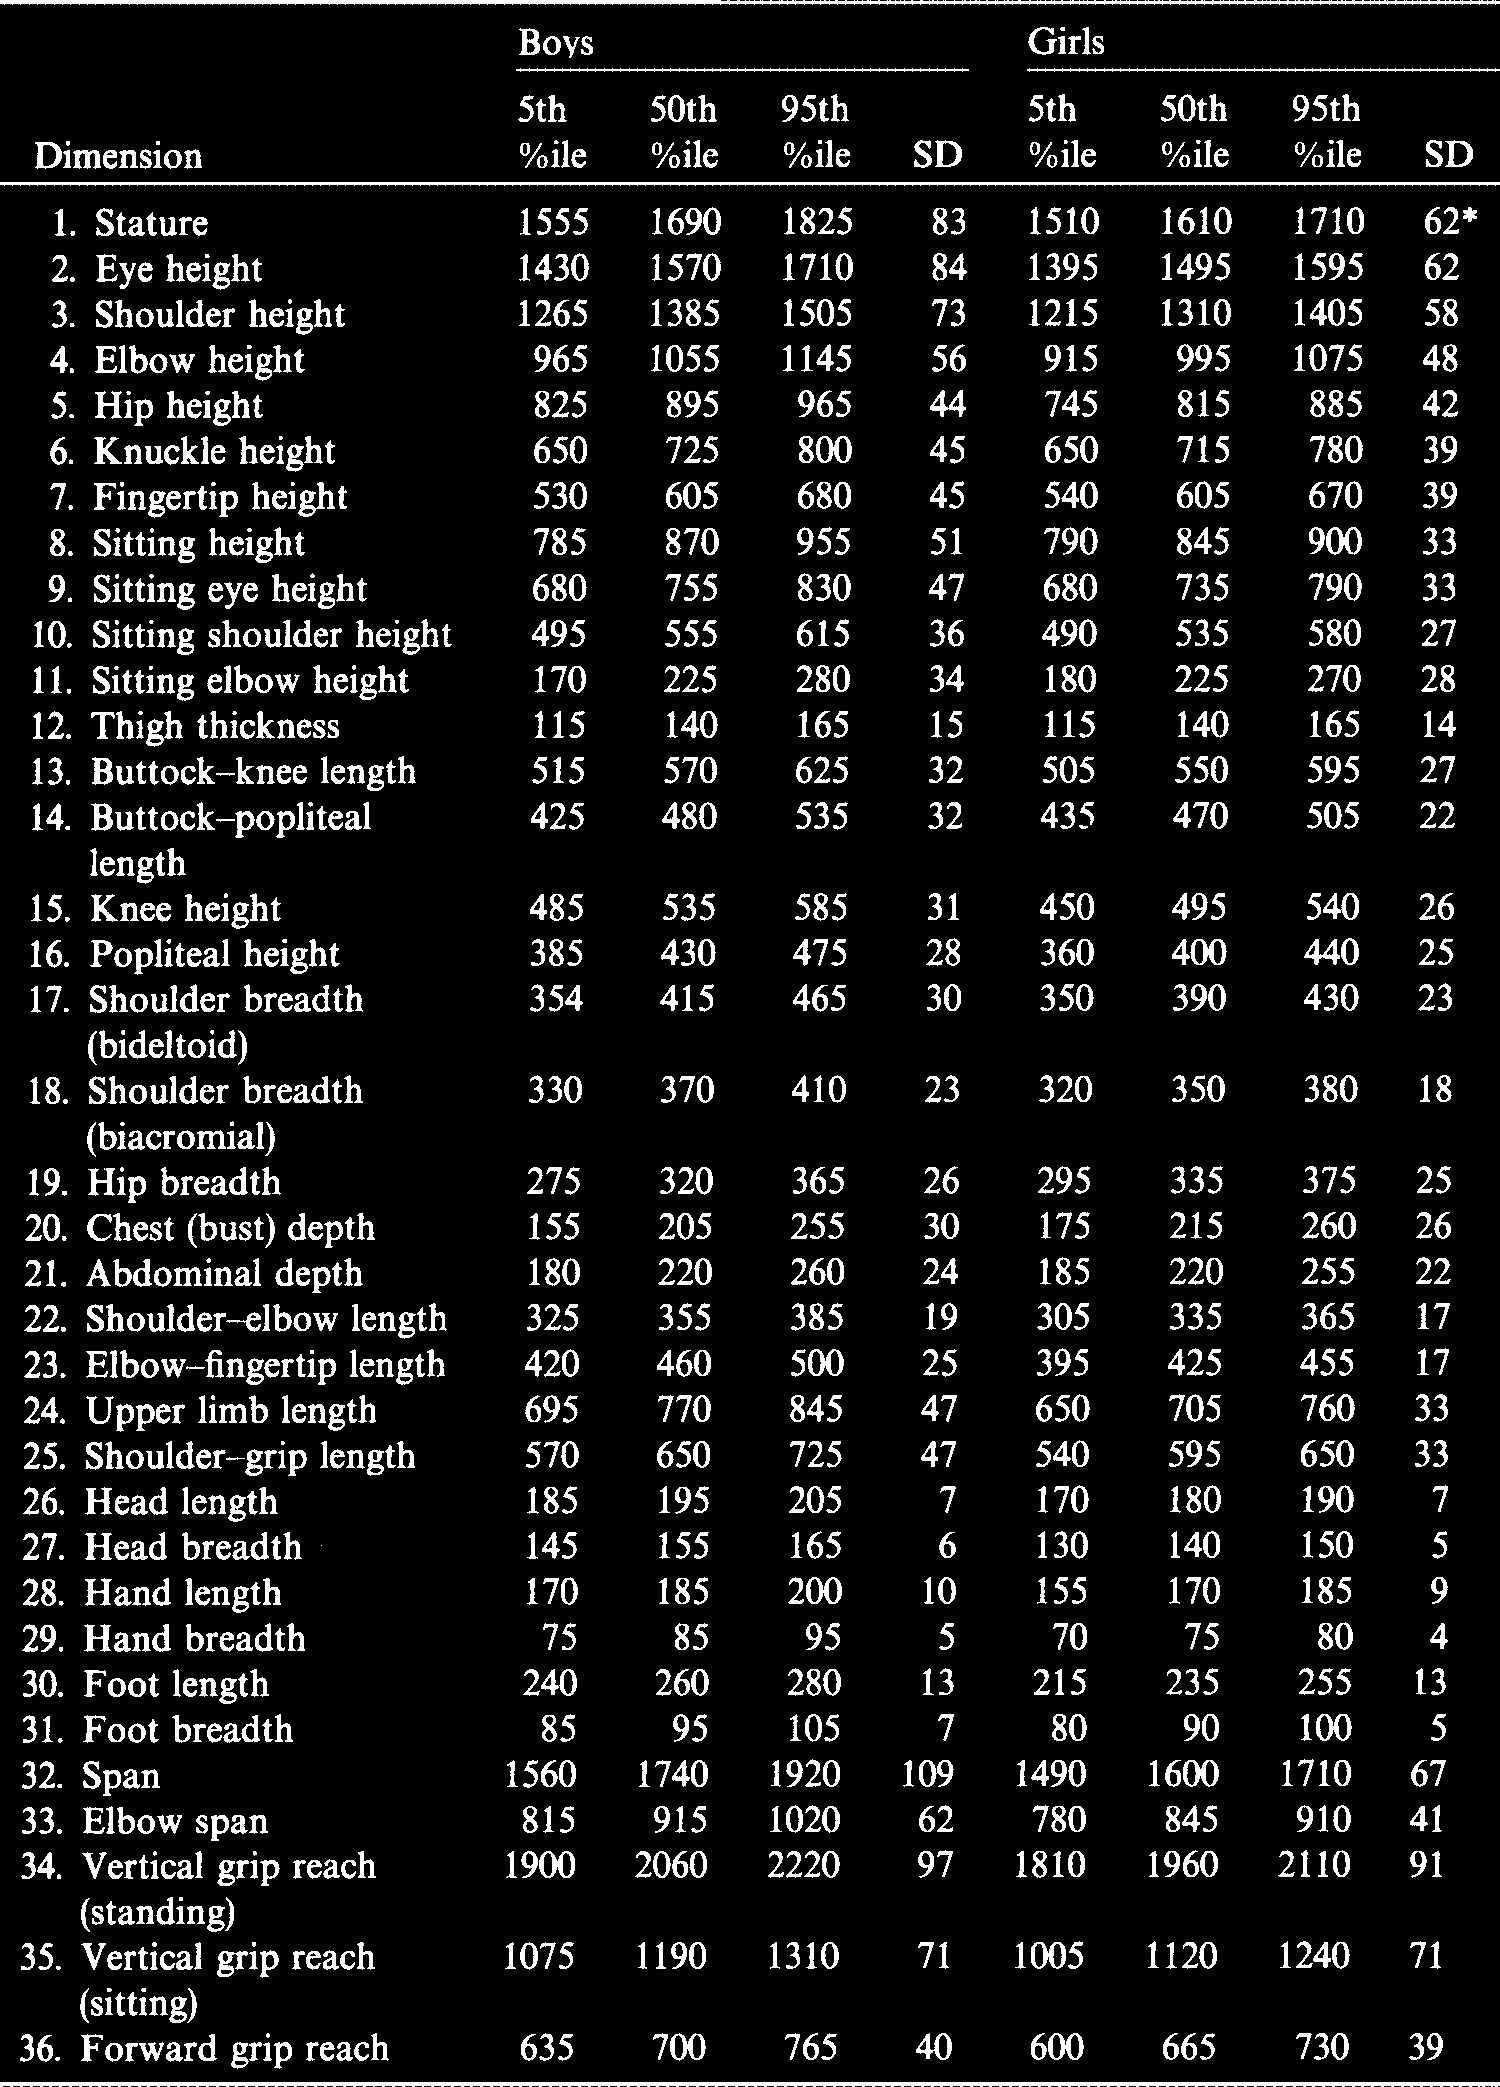 Boys Girls
5th 50th 95th 5th 50th 95th
Dimension %ile %ile %ile SD %ile %ile %ile SD
1. Stature 1555 1690 1825 83 1510 1610 1710 62*
2. Eye height 1430 1570 1710 84 1395 1495 1595 62
3. Shoulder height 1265 1385 1505 73 1215 1310 1405 58
4. Elbow height 965 1055 1145 56 915 995 1075 48
5. Hip height 825 895 965 44 745 815 885 42
6. Knuckle height 650 725 800 45 650 715 780 39
7. Fingertip height 530 605 680 45 540 605 670 39
8. Sitting height 785 870 955 51 790 845 900 33
9. Sitting eye height 680 755 830 47 680 735 790 33
10. Sitting shoulder height 495 555 615 36 490 535 580 27
11. Sitting elbow height 170 225 280 34 180 225 270 28
12. Thigh thickness 115 140 165 15 115 140 165 14
13. Buttock–knee length 515 570 625 32 505 550 595 27
14. Buttock–popliteal 425 480 535 32 435 470 505 22
length
15. Knee height 485 535 585 31 450 495 540 26
16. Popliteal height 385 430 475 28 360 400 440 25
17. Shoulder breadth 354 415 465 30 350 390 430 23
(bideltoid)
18. Shoulder breadth 330 370 410 23 320 350 380 18
(biacromial)
19. Hip breadth 275 320 365 26 295 335 375 25
20. Chest (bust) depth 155 205 255 30 175 215 260 26
21. Abdominal depth 180 220 260 24 185 220 255 22
22. Shoulder–elbow length 325 355 385 19 305 335 365 17
23. Elbow–fingertip length 420 460 500 25 395 425 455 17
24. Upper limb length 695 770 845 47 650 705 760 33
25. Shoulder–grip length 570 650 725 47 540 595 650 33
26. Head length 185 195 205 7 170 180 190 7
27. Head breadth 145 155 165 6 130 140 150 5
28. Hand length 170 185 200 10 155 170 185 9
29. Hand breadth 75 85 95 5 70 75 80 4
30. Foot length 240 260 280 13 215 235 255 13
31. Foot breadth 85 95 105 7 80 90 100 5
32. Span 1560 1740 1920 109 1490 1600 1710 67
33. Elbow span 815 915 1020 62 780 845 910 41
34. Vertical grip reach 1900 2060 2220 97 1810 1960 2110 91
(standing)
35. Vertical grip reach 1075 1190 1310 71 1005 1120 1240 71
(sitting)
36. Forward grip reach 635 700 765 40 600 665 730 39